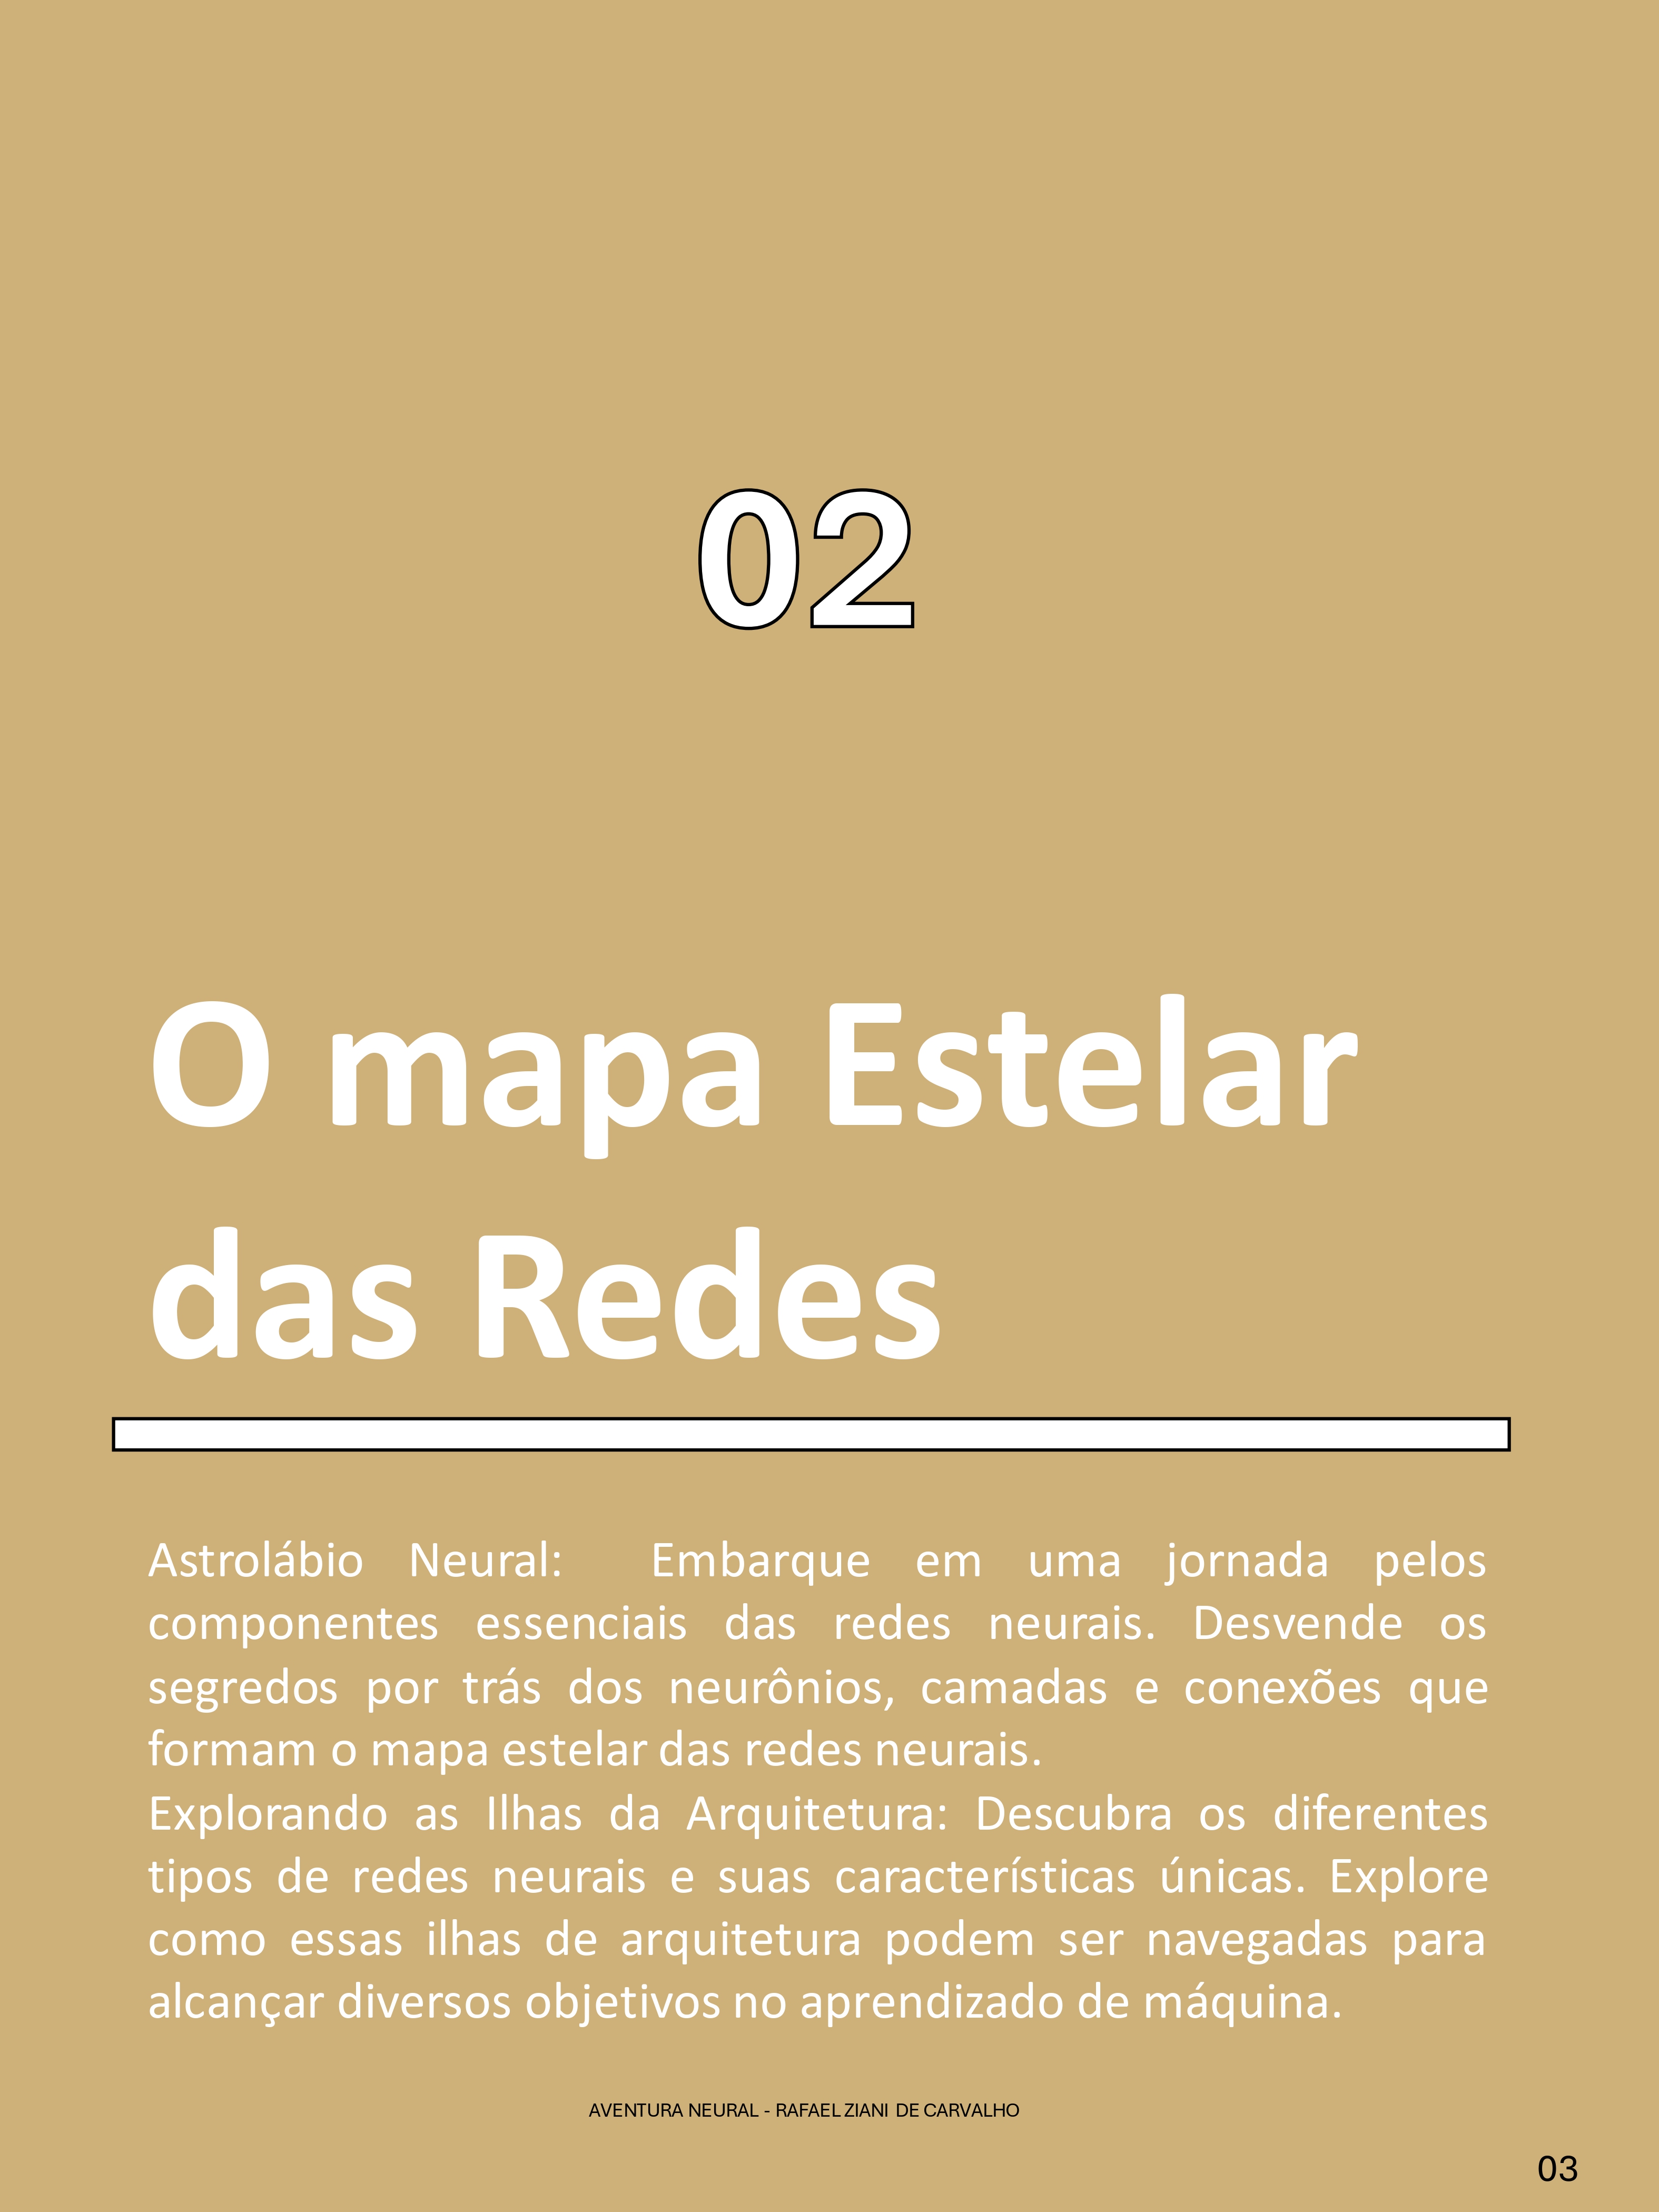 02
O mapa Estelar
das Redes
Astrolábio Neural: Embarque em uma jornada pelos
componentes essenciais das redes neurais. Desvende os
segredos por trás dos neurônios, camadas e conexões que
formam o mapa estelar das redes neurais.
Explorando as Ilhas da Arquitetura: Descubra os diferentes
tipos de redes neurais e suas características únicas. Explore
como essas ilhas de arquitetura podem ser navegadas para
alcançar diversos objetivos no aprendizado de máquina.
AVENTURA NEURAL - RAFAEL ZIANI DE CARVALHO
03